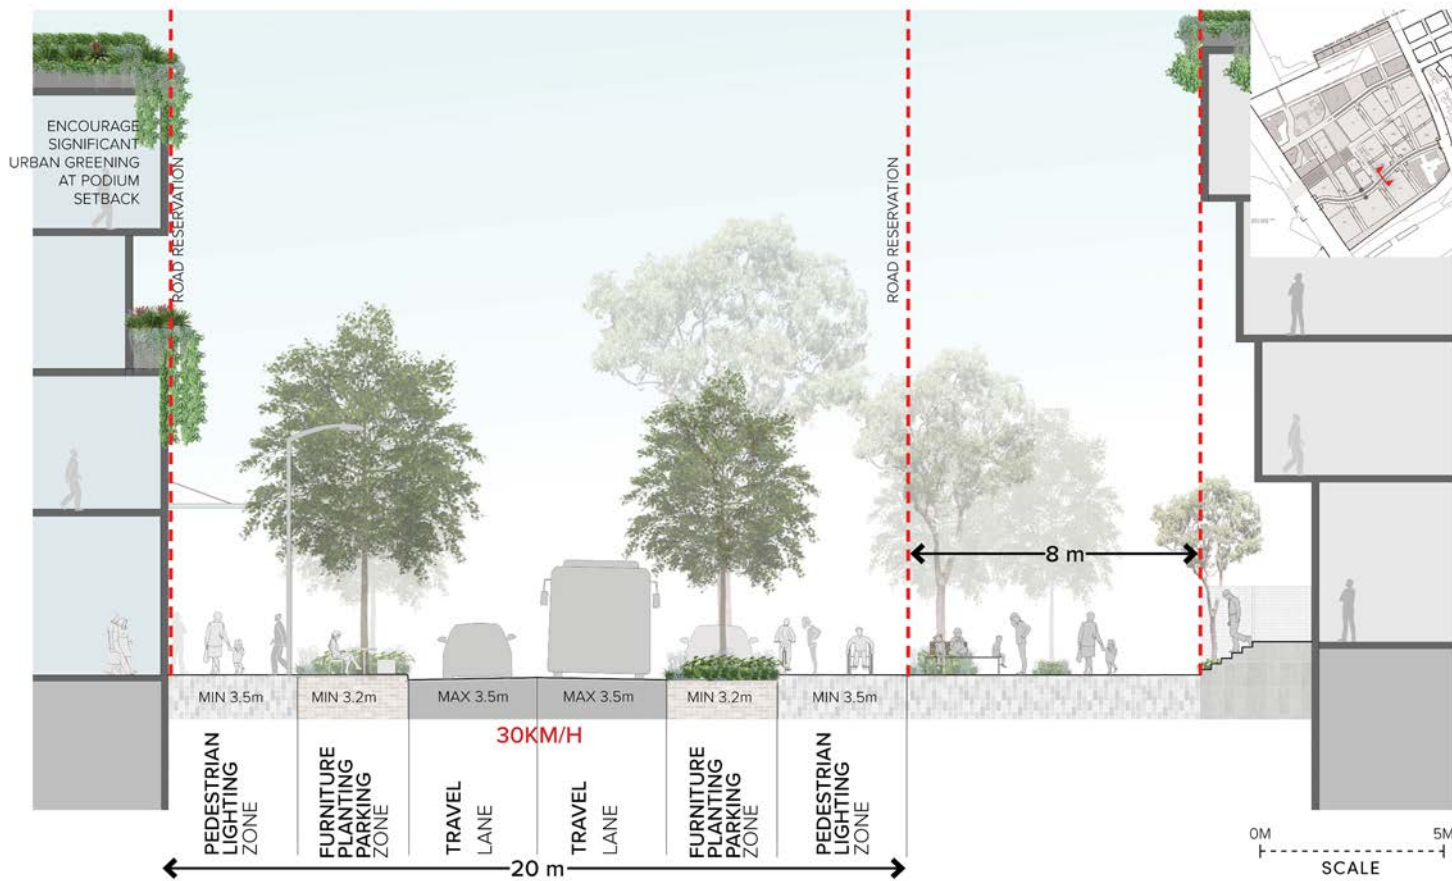 ENCOURAGE
SIGNIFICANT
URBAN GREENING
AT PODIUM
SETBACK
ROAD RESERVATION
ROAD RESERVATION
8 m
MIN 3.5m
MIN 3.2m
MAX 3.5m
MAX 3.5m
MIN 3.2m
MIN 3.5m
30KM/H
PEDESTRIAN
LIGHTING
ZONE
FURNITURE
PLANTING
PARKING
ZONE
TRAVEL
LANE
TRAVEL
LANE
FURNITURE
PLANTING
PARKING
ZONE
PEDESTRIAN
LIGHTING
ZONE
20 m
0M
5M
SCALE